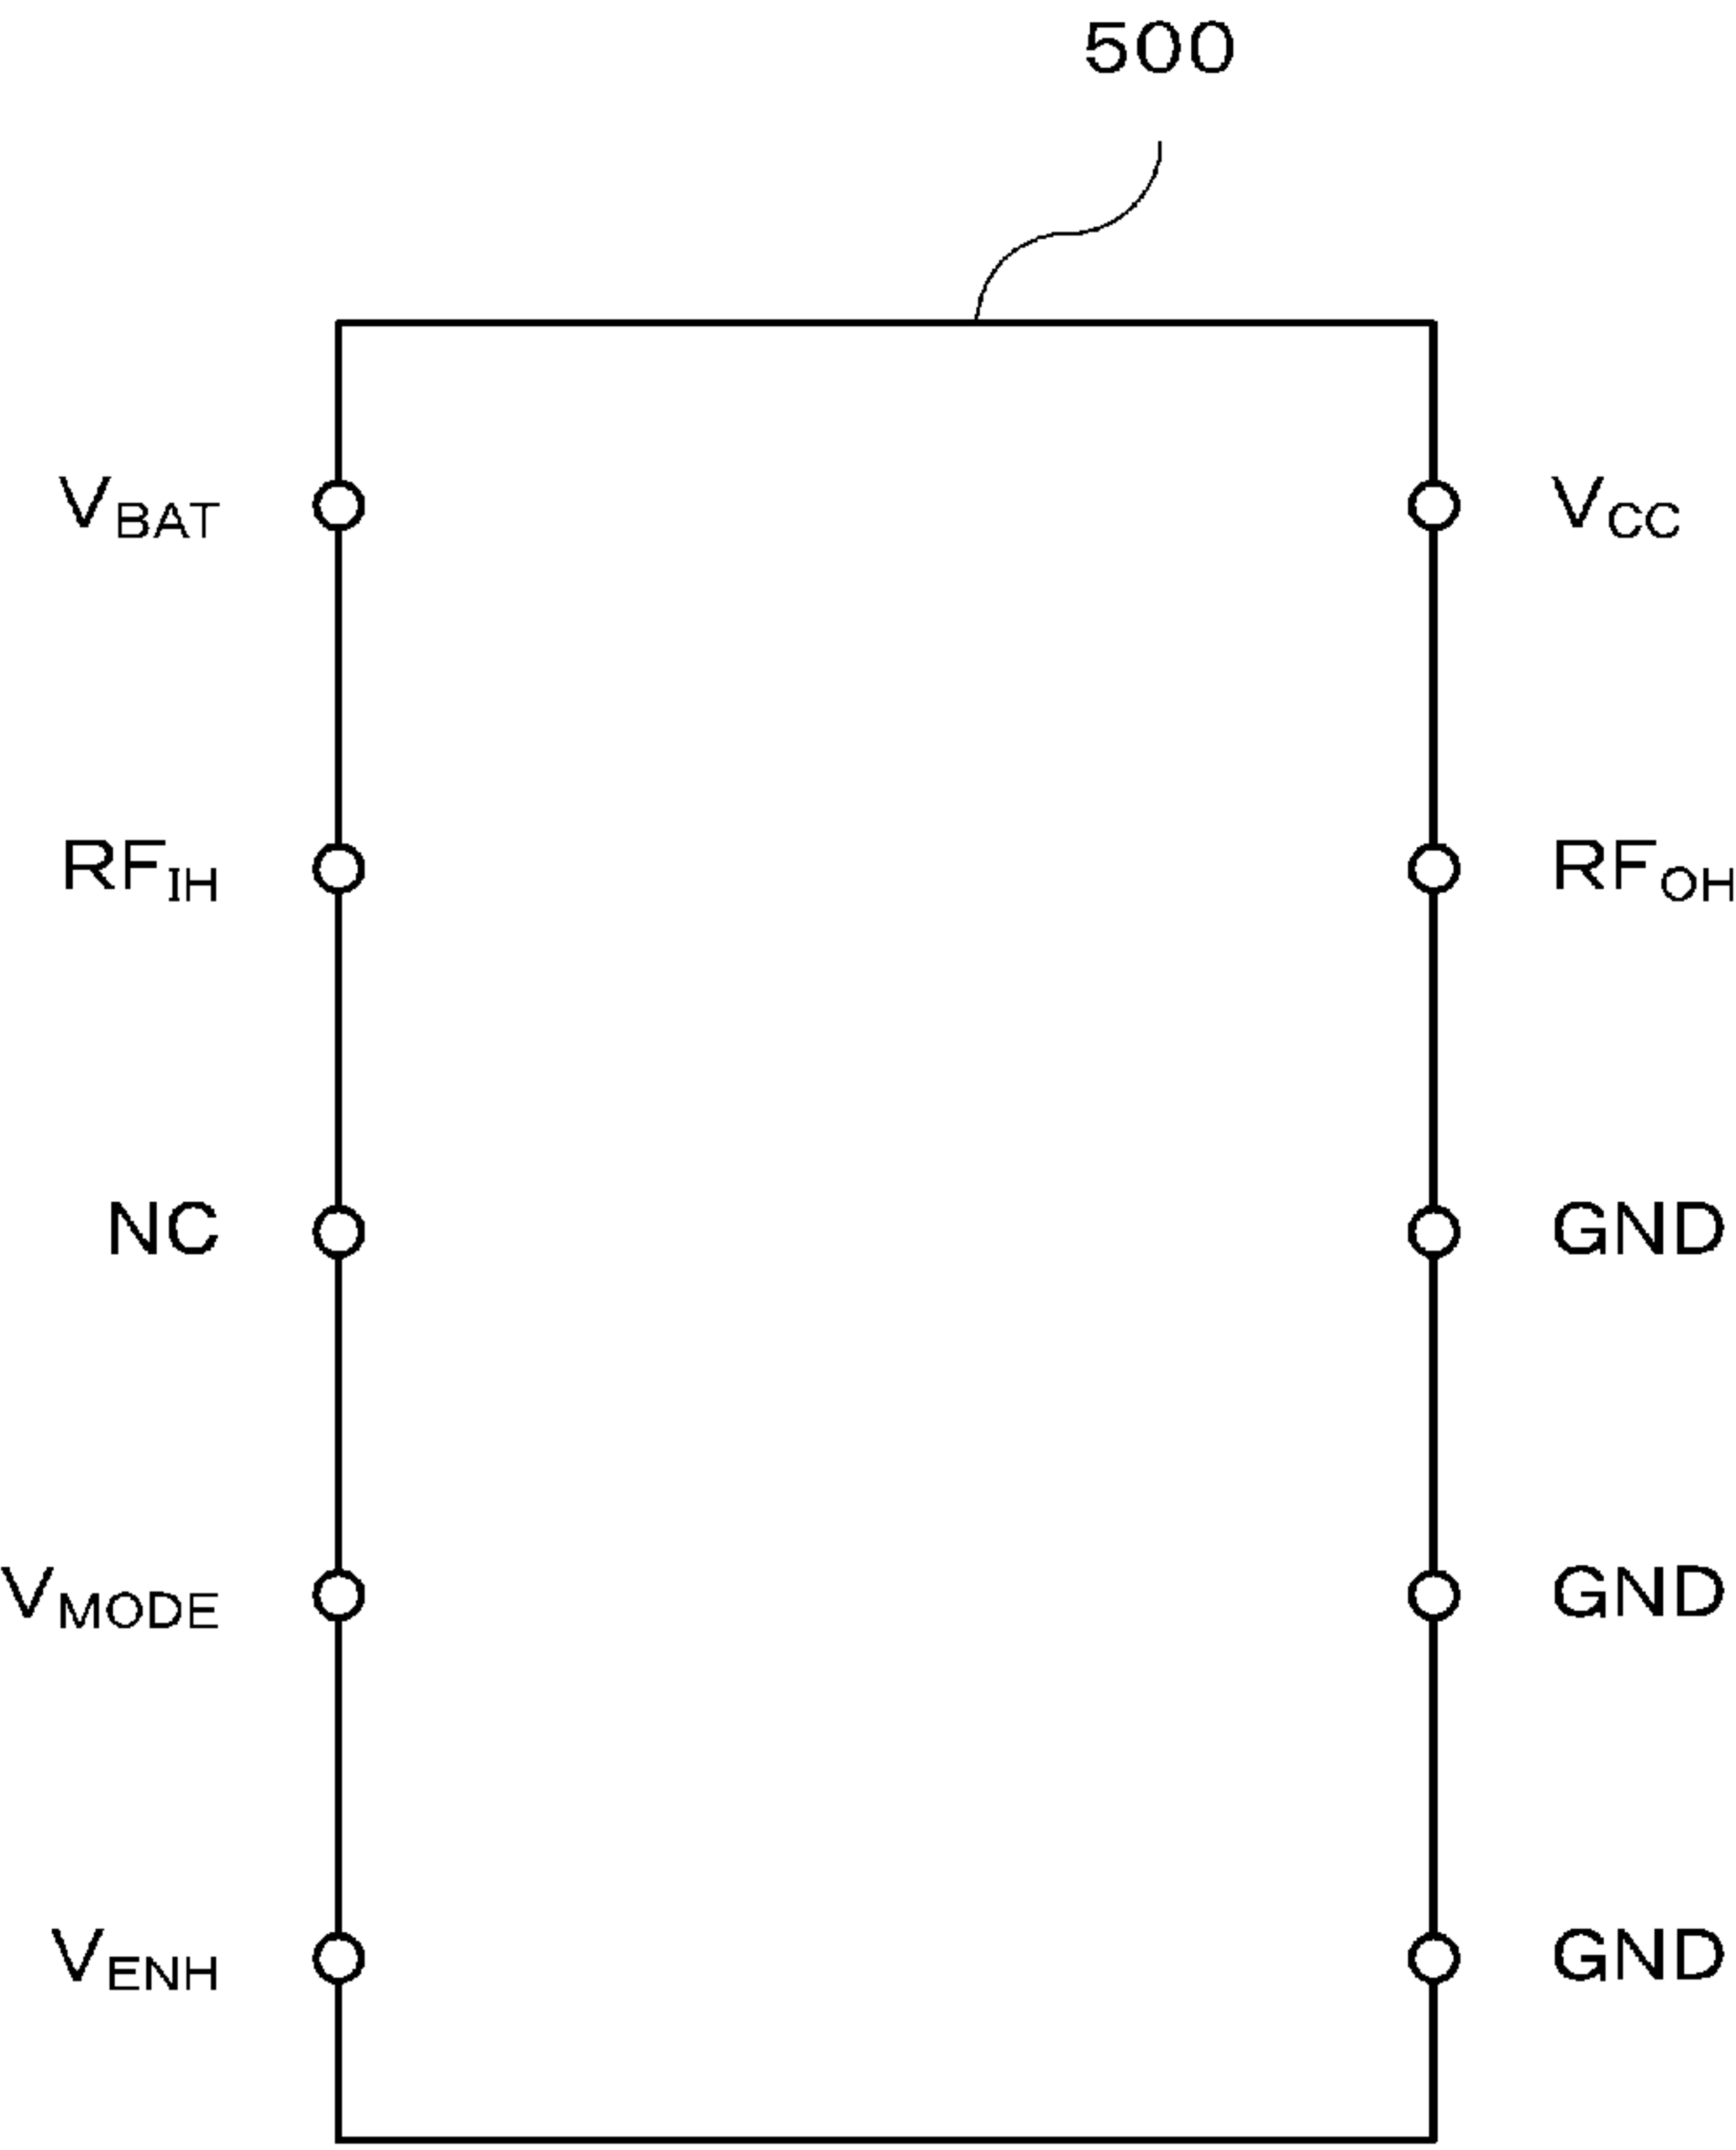 500
VBAT VCC
RFIH RFOH
NC GND
VMODE GND
VENH GND